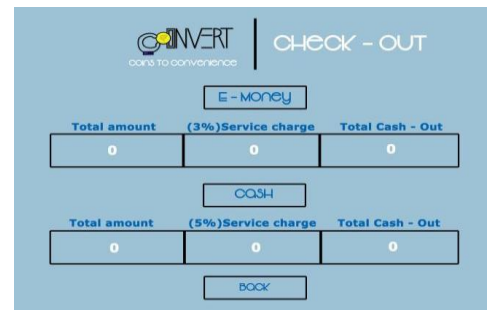 COINVERT
COINS TO CONVENIENCE
CHECK - OUT
E - MONEY
Total amount (3%)Service charge Total Cash - Out
0 0 0
CASH
Total amount (5%)Service charge Total Cash - Out
0 0 0
BACK